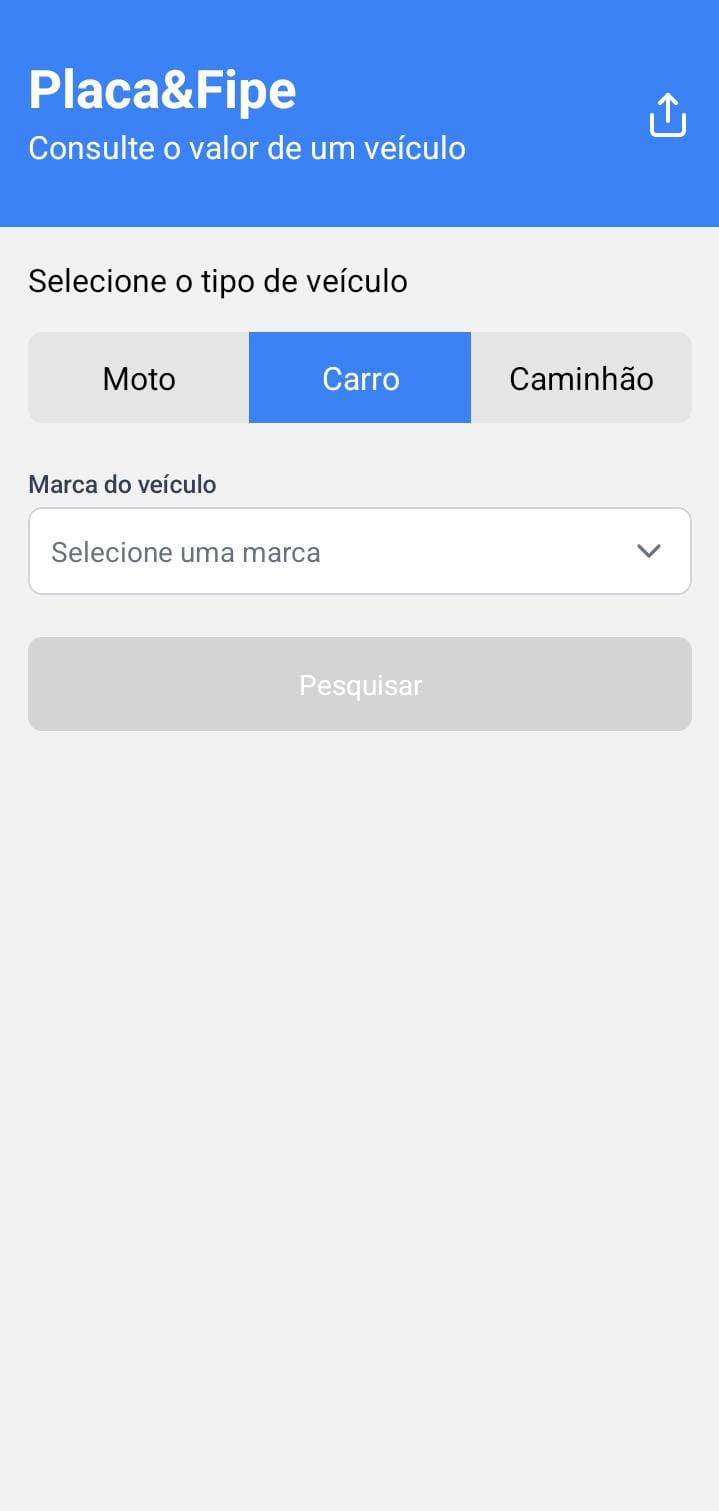 Placa&Fipe
Consulte o valor de um veículo
Selecione o tipo de veículo
Moto Carro Caminhão
Marca do veículo
Selecione uma marca
Pesquisar